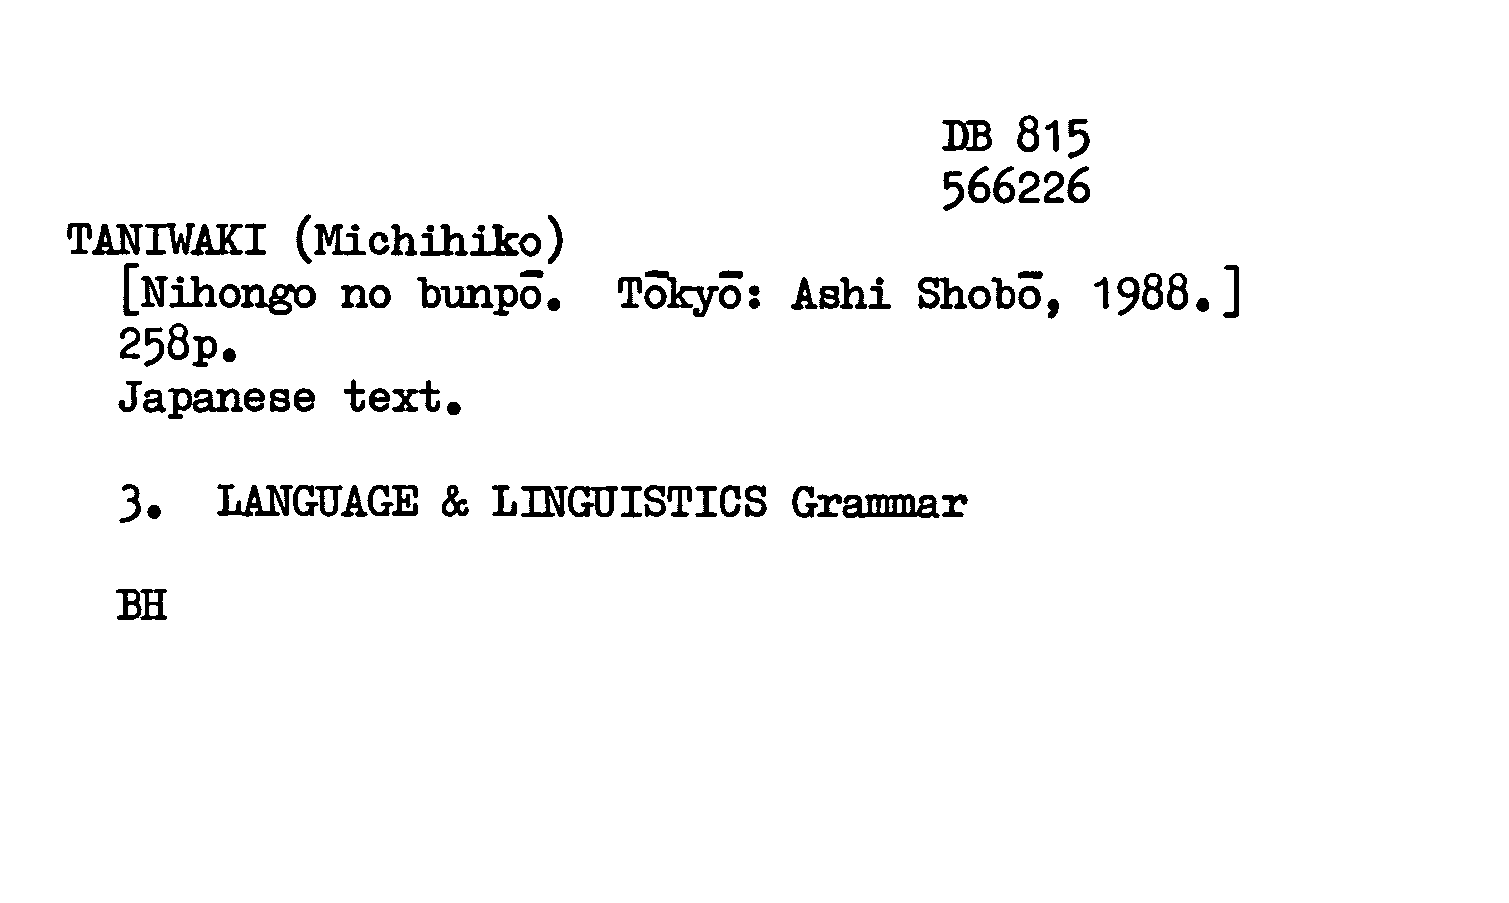 DB 815
566226
TANIWAKI (Michihiko)
[Nihongo no bunpō. Tōkyō: Ashi Shobō, 1988.]
258p.
Japanese text.
3. LANGUAGE & LINGUISTICS Grammar
BH